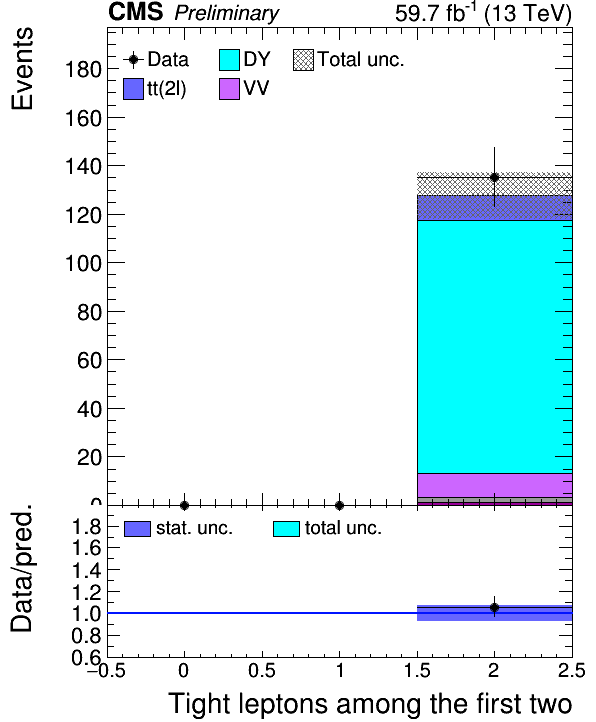 CMS Preliminary 59.7 fb⁻¹ (13 TeV)
Events
Data DY Total unc.
tt(2l) VV
180
160
140
120
100
80
60
40
20
0
Data/pred.
stat. unc. total unc.
1.8
1.6
1.4
1.2
1.0
0.8
0.6
−0.5 0 0.5 1 1.5 2 2.5
Tight leptons among the first two